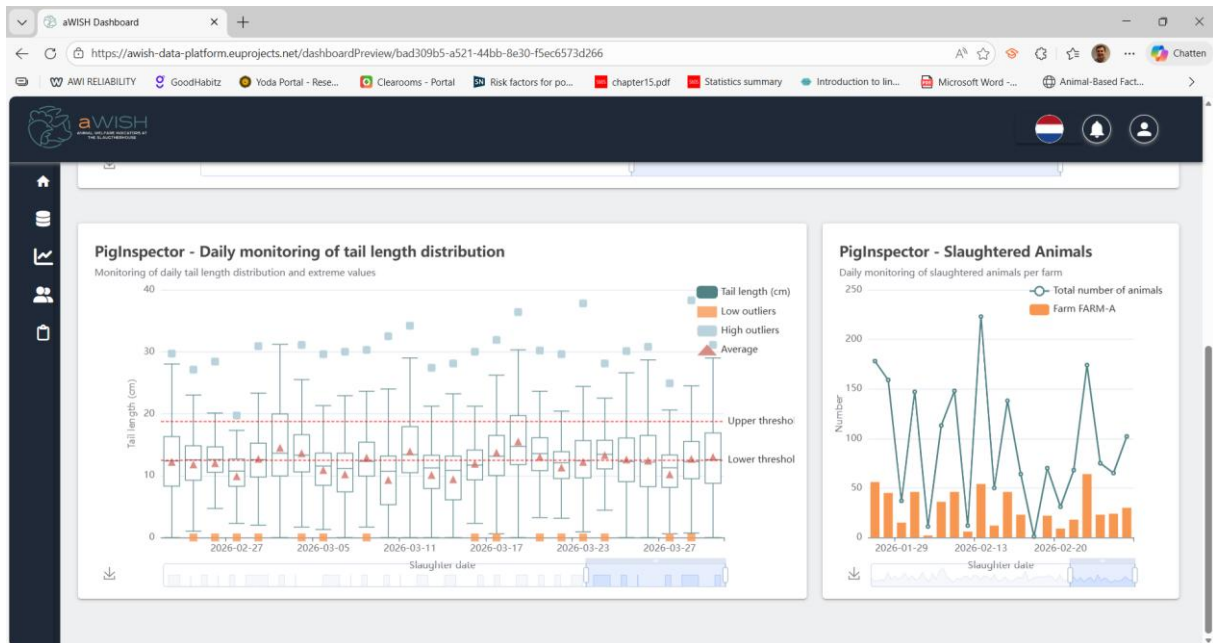 aWISH Dashboard
https://awish-data-platform.euprojects.net/dashboardPreview/bad309b5-a521-44bb-8e30-f5ec6573d266
Chatten
AWI RELIABILITY
GoodHabitz
Yoda Portal - Rese...
Clearooms - Portal
Risk factors for po...
chapter15.pdf
Statistics summary
Introduction to lin...
Microsoft Word -...
Animal-Based Fact...
aWISH
ANIMAL WELFARE INDICATORS AT
THE SLAUGHTERHOUSE
PigInspector - Daily monitoring of tail length distribution
Monitoring of daily tail length distribution and extreme values
40
30
20
10
0
Tail length (cm)
Tail length (cm)
Low outliers
High outliers
Average
Upper threshol
Lower threshol
2026-02-27
2026-03-05
2026-03-11
2026-03-17
2026-03-23
2026-03-27
Slaughter date
PigInspector - Slaughtered Animals
Daily monitoring of slaughtered animals per farm
250
200
150
100
50
0
Number
Total number of animals
Farm FARM-A
2026-01-29
2026-02-13
2026-02-20
Slaughter date